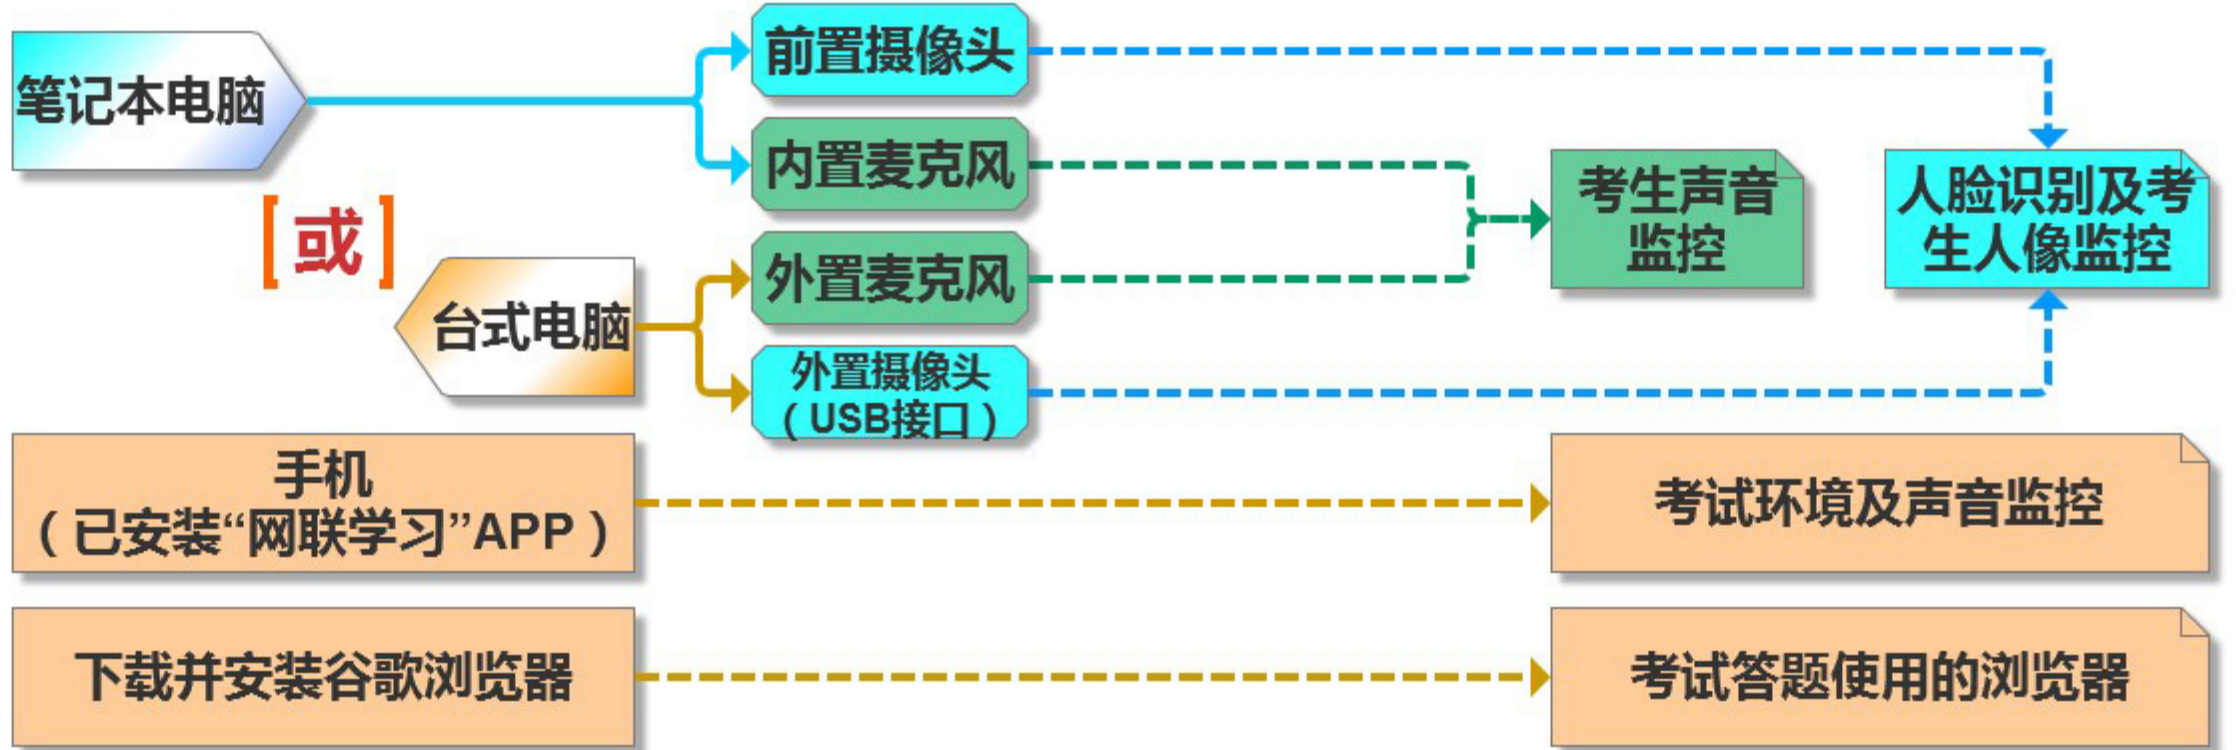 前置摄像头
笔记本电脑
内置麦克风
考生声音
监控
人脸识别及考
生人像监控
[或]
外置麦克风
台式电脑
外置摄像头
（USB接口）
手机
（已安装“网联学习”APP）
考试环境及声音监控
下载并安装谷歌浏览器
考试答题使用的浏览器